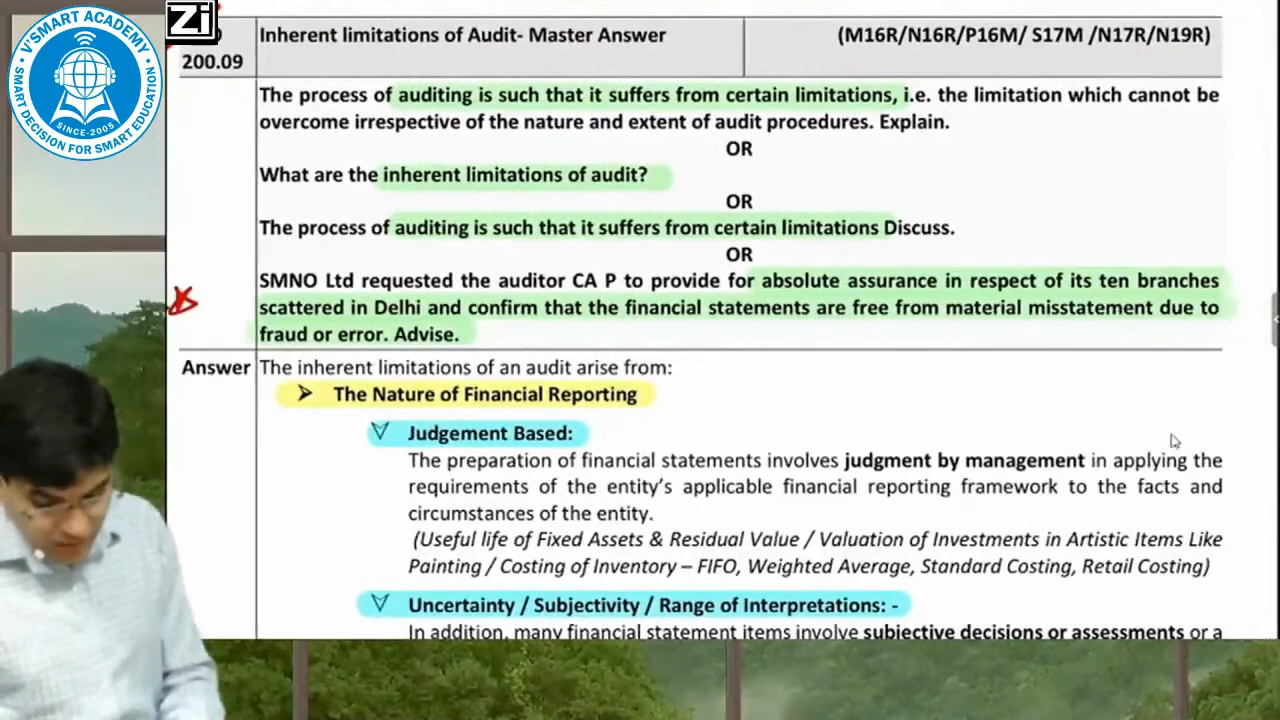 V'SMART ACADEMY
SINCE-2005
SMART DECISION FOR SMART EDUCATION
Zi
200.09
Inherent limitations of Audit- Master Answer
(M16R/N16R/P16M/ S17M /N17R/N19R)
The process of auditing is such that it suffers from certain limitations, i.e. the limitation which cannot be
overcome irrespective of the nature and extent of audit procedures. Explain.
OR
What are the inherent limitations of audit?
OR
The process of auditing is such that it suffers from certain limitations Discuss.
OR
SMNO Ltd requested the auditor CA P to provide for absolute assurance in respect of its ten branches
scattered in Delhi and confirm that the financial statements are free from material misstatement due to
fraud or error. Advise.
Answer
The inherent limitations of an audit arise from:
The Nature of Financial Reporting
Judgement Based:
The preparation of financial statements involves judgment by management in applying the
requirements of the entity's applicable financial reporting framework to the facts and
circumstances of the entity.
(Useful life of Fixed Assets & Residual Value / Valuation of Investments in Artistic Items Like
Painting / Costing of Inventory – FIFO, Weighted Average, Standard Costing, Retail Costing)
Uncertainty / Subjectivity / Range of Interpretations: -
In addition, many financial statement items involve subjective decisions or assessments or a